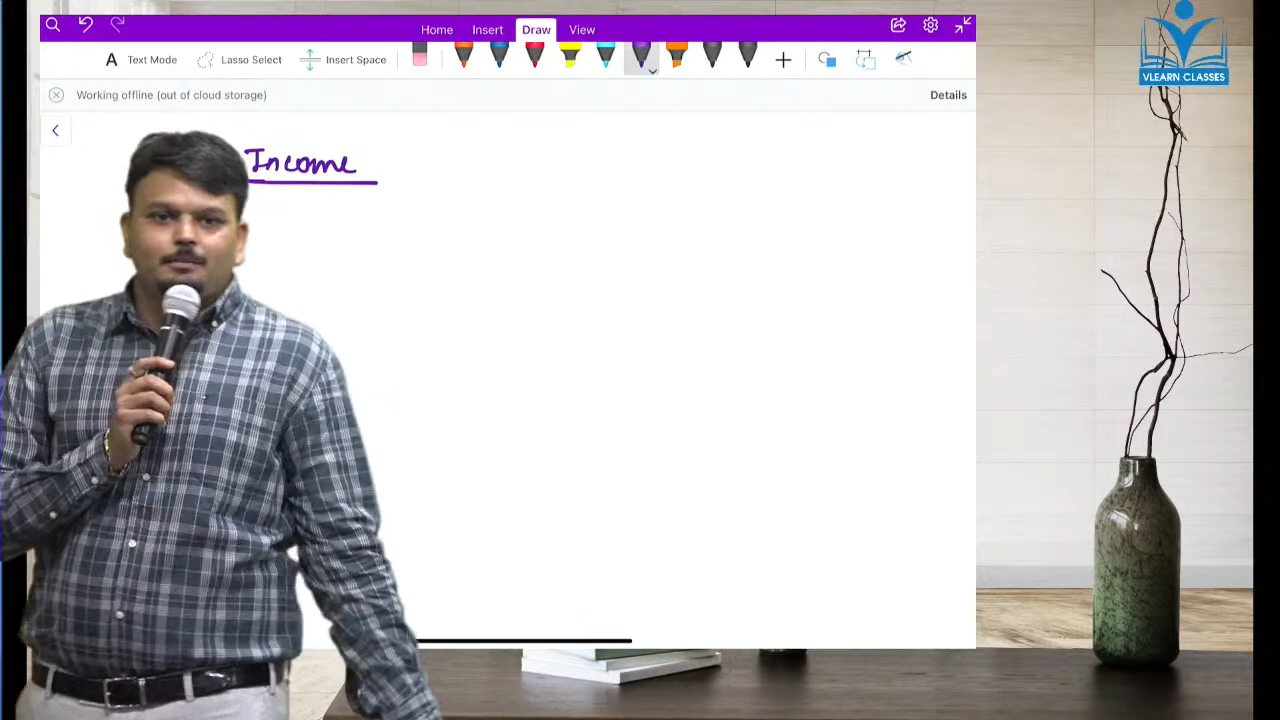 Home Insert Draw View
VLEARN CLASSES
A Text Mode Lasso Select Insert Space
Working offline (out of cloud storage) Details
Income